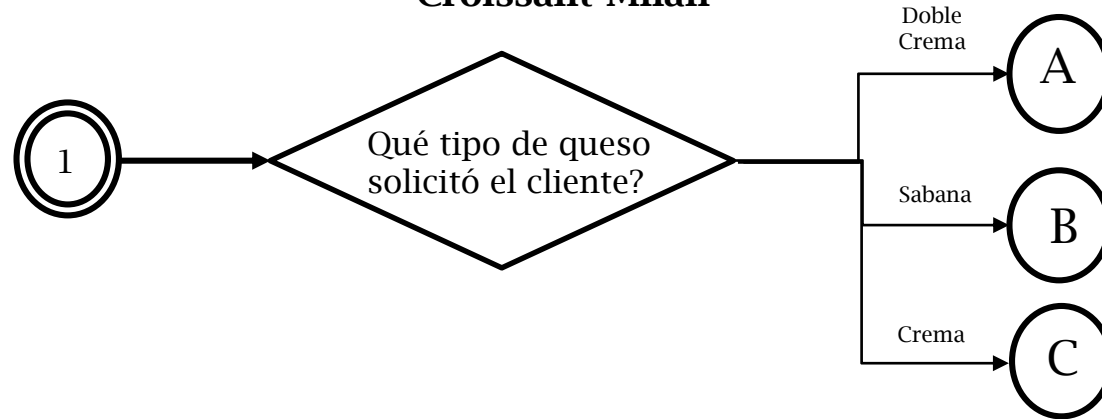 Croissant Milan
1
Qué tipo de queso
solicitó el cliente?
Doble
Crema
A
Sabana
B
Crema
C